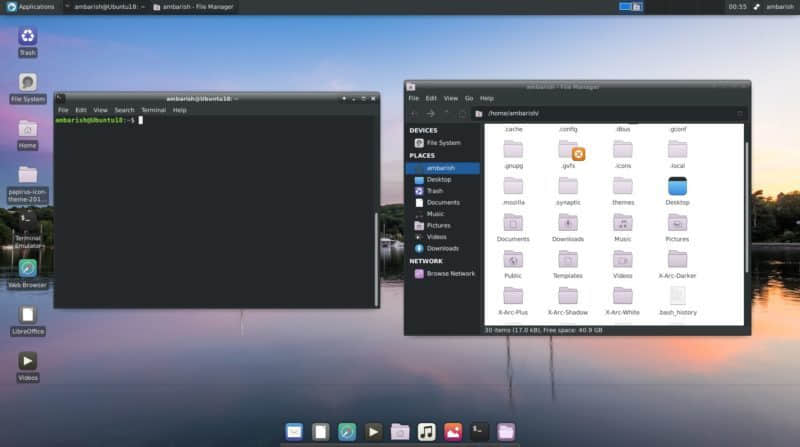 Applications
ambarish@Ubuntu18: ~
ambarish - File Manager
00:55
ambarish
Trash
File System
Home
papirus-icon-
theme-201...
Terminal
Emulator
Web Browser
LibreOffice
Videos
ambarish@Ubuntu18: ~
File Edit View Search Terminal Help
ambarish@Ubuntu18:~$
ambarish - File Manager
File Edit View Go Help
/home/ambarish/
DEVICES
File System
PLACES
ambarish
Desktop
Trash
Documents
Music
Pictures
Videos
Downloads
NETWORK
Browse Network
.cache .config .dbus .gconf
.gnupg .gvfs .icons .local
.mozilla .synaptic .themes Desktop
Documents Downloads Music Pictures
Public Templates Videos X-Arc-Darker
X-Arc-Plus X-Arc-Shadow X-Arc-White .bash_history
30 items (17.0 kB), Free space: 40.9 GB